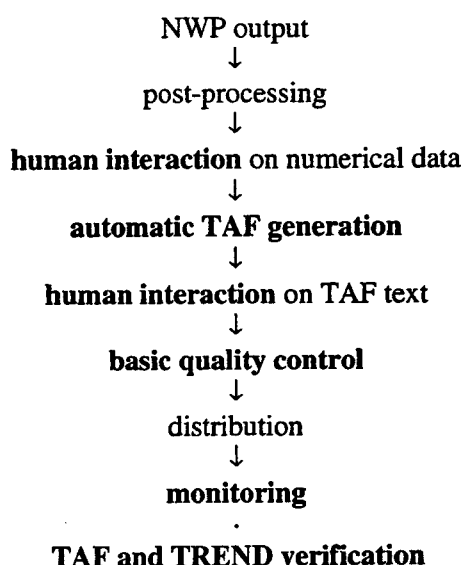 NWP output
↓
post-processing
↓
human interaction on numerical data
↓
automatic TAF generation
↓
human interaction on TAF text
↓
basic quality control
↓
distribution
↓
monitoring
.
TAF and TREND verification